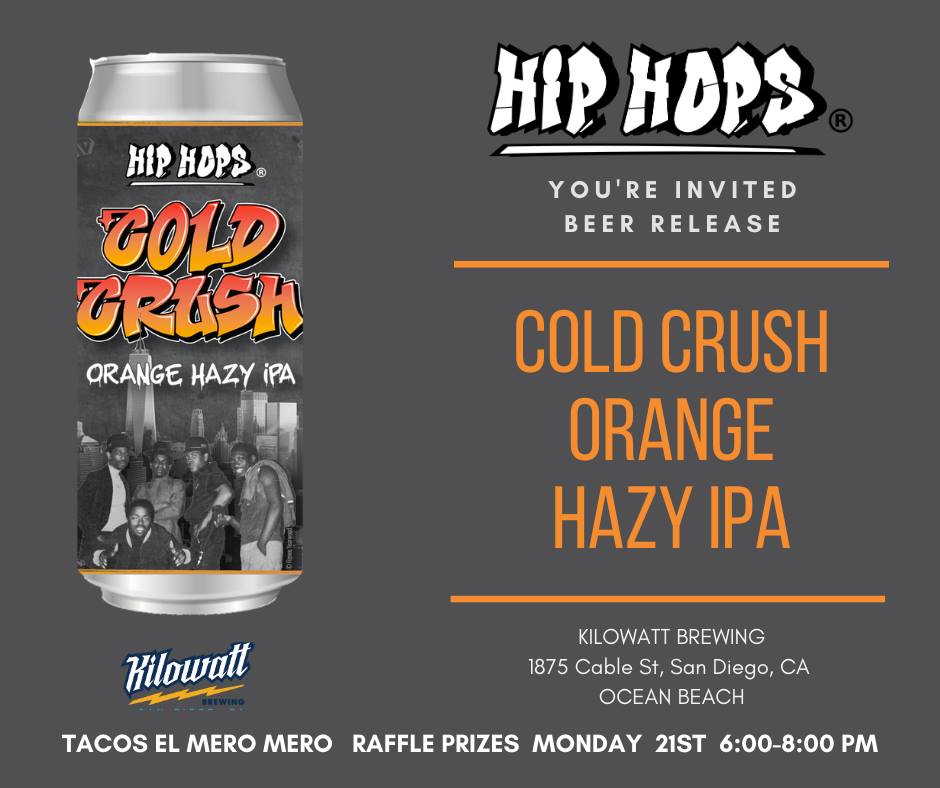 HIP HOPS ®
COLD
CRUSH
ORANGE HAZY IPA
Kilowatt
BREWING
HIP HOPS ®
YOU'RE INVITED
BEER RELEASE
COLD CRUSH
ORANGE
HAZY IPA
KILOWATT BREWING
1875 Cable St, San Diego, CA
OCEAN BEACH
TACOS EL MERO MERO RAFFLE PRIZES MONDAY 21ST 6:00-8:00 PM